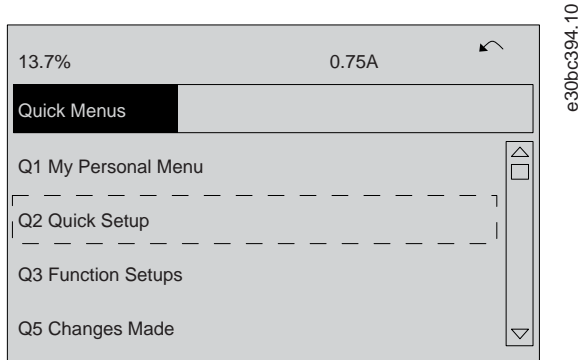 13.7% 0.75A
Quick Menus
Q1 My Personal Menu
Q2 Quick Setup
Q3 Function Setups
Q5 Changes Made
e30bc394.10